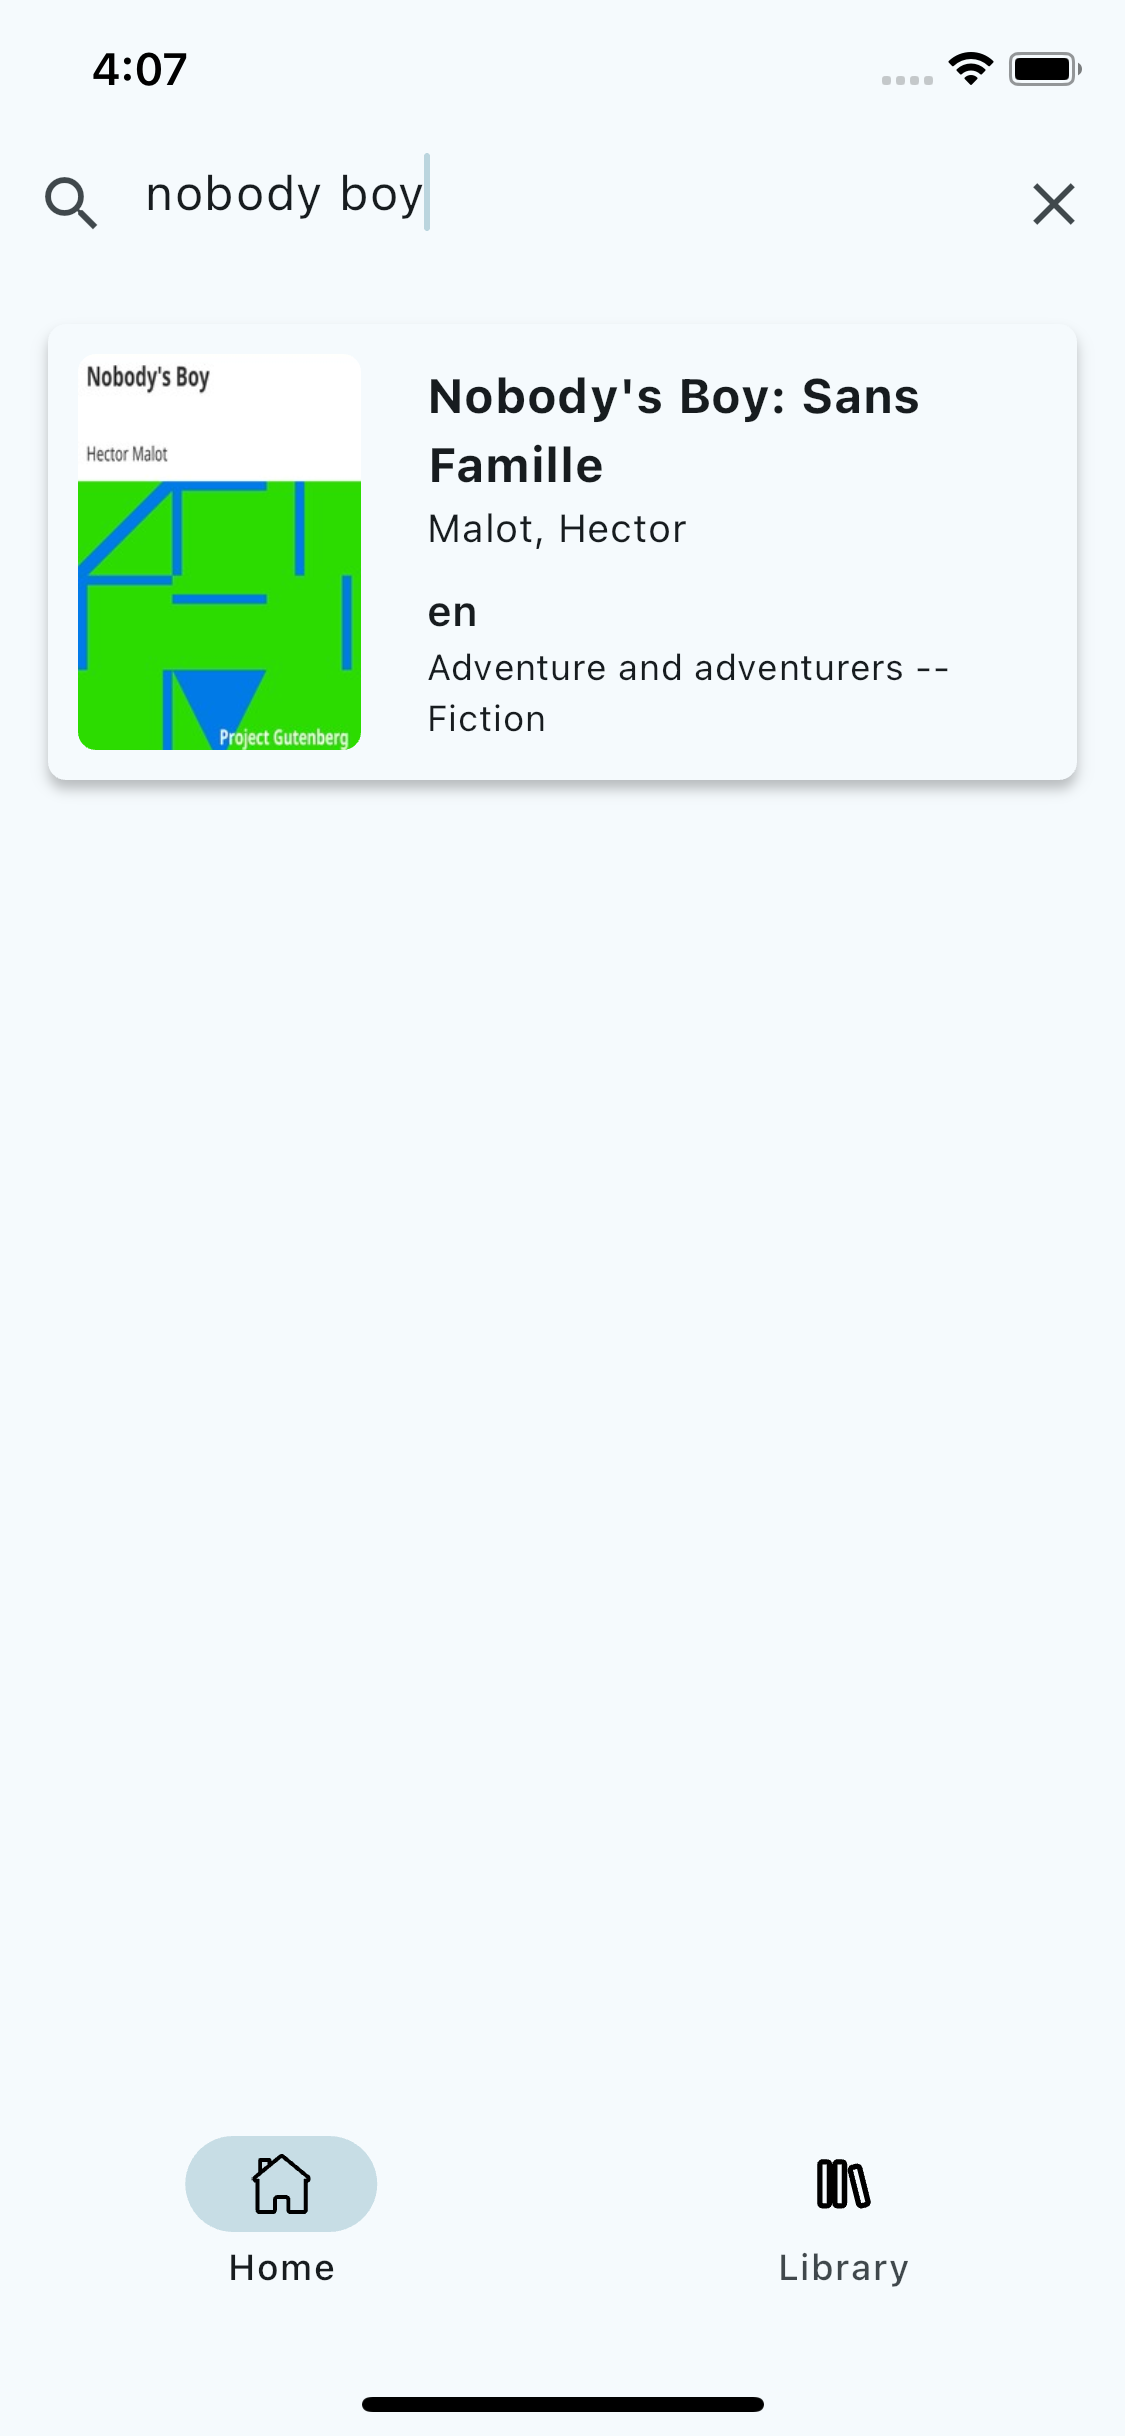 4:07
nobody boy
Nobody's Boy
Hector Malot
Project Gutenberg
Nobody's Boy: Sans
Famille
Malot, Hector
en
Adventure and adventurers --
Fiction
Home
Library